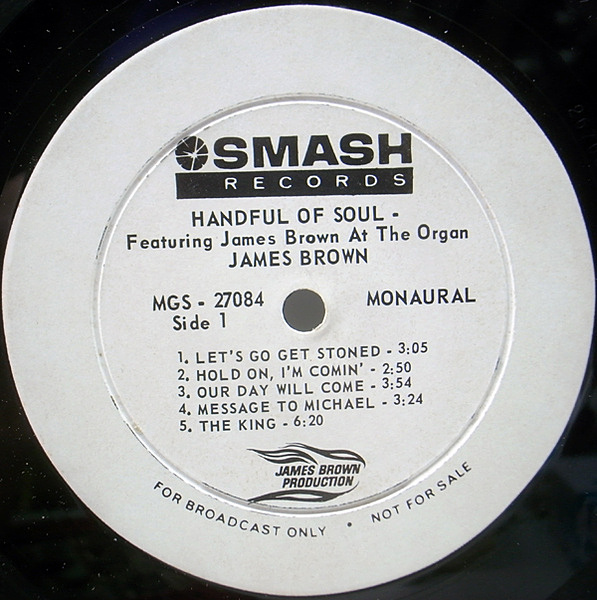 SMASH
RECORDS
HANDFUL OF SOUL -
Featuring James Brown At The Organ
JAMES BROWN
MGS - 27084 MONAURAL
Side 1
1. LET'S GO GET STONED - 3:05
2. HOLD ON, I'M COMIN' - 2:50
3. OUR DAY WILL COME - 3:54
4. MESSAGE TO MICHAEL - 3:24
5. THE KING - 6:20
JAMES BROWN
PRODUCTION
FOR BROADCAST ONLY • NOT FOR SALE